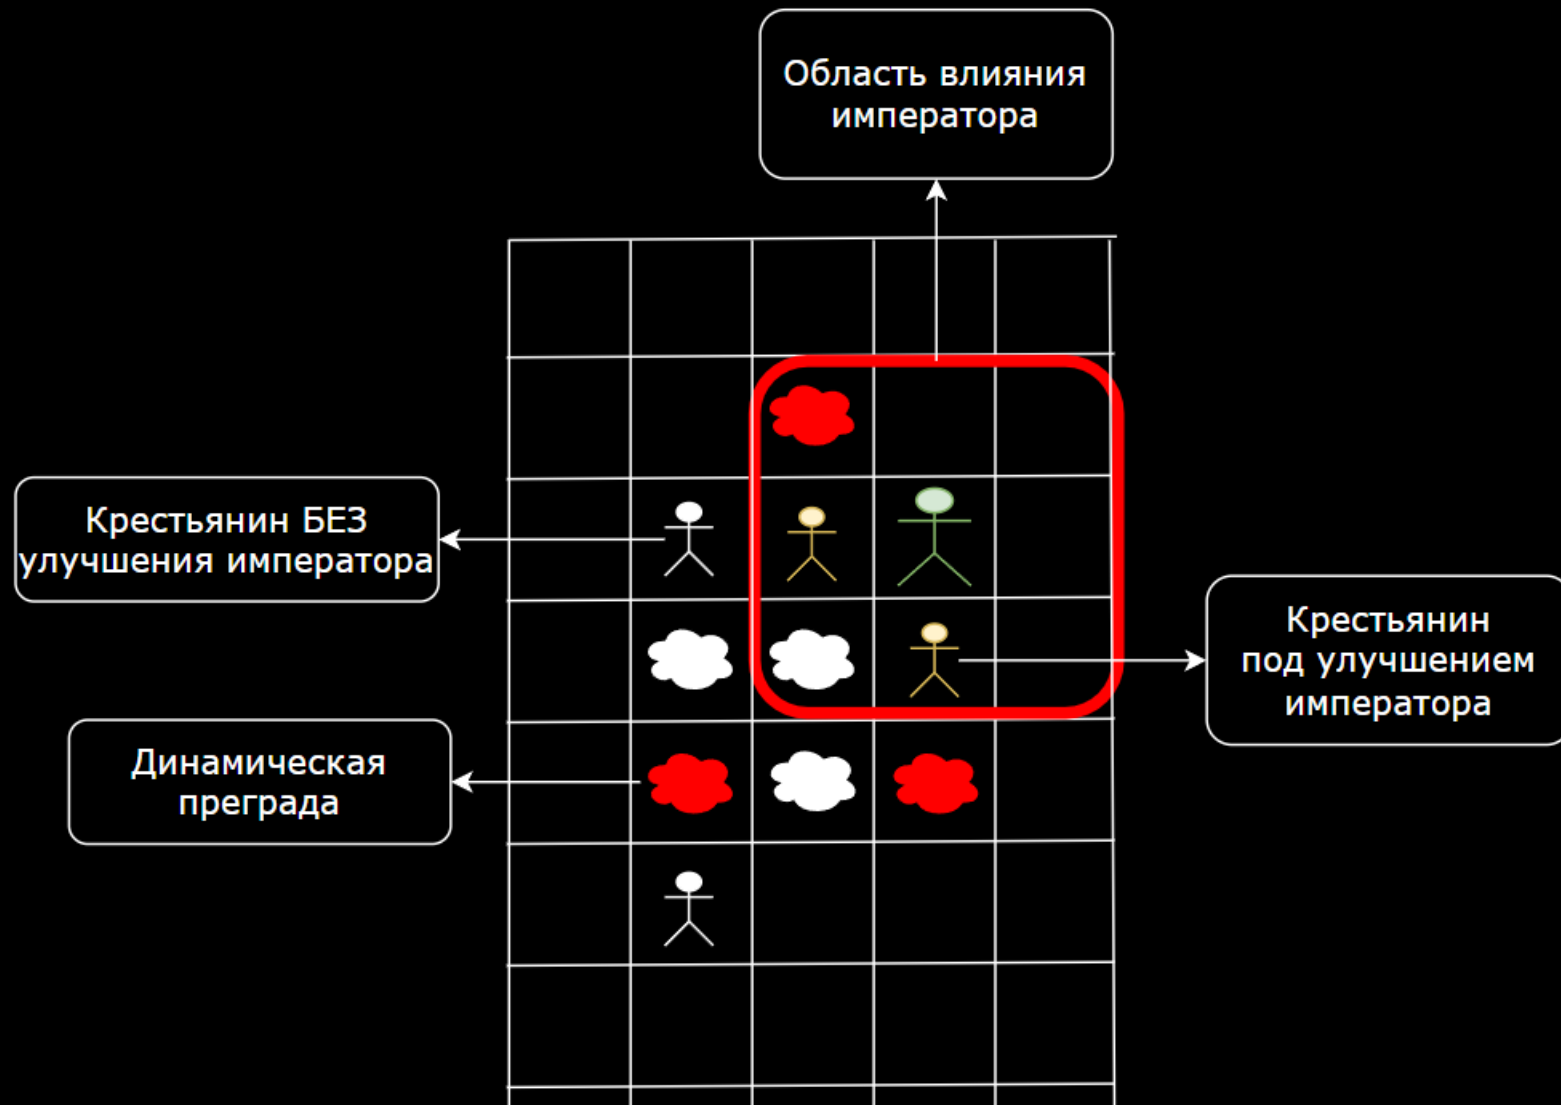 Область влияния
императора
Крестьянин БЕЗ
улучшения императора
Крестьянин
под улучшением
императора
Динамическая
преграда